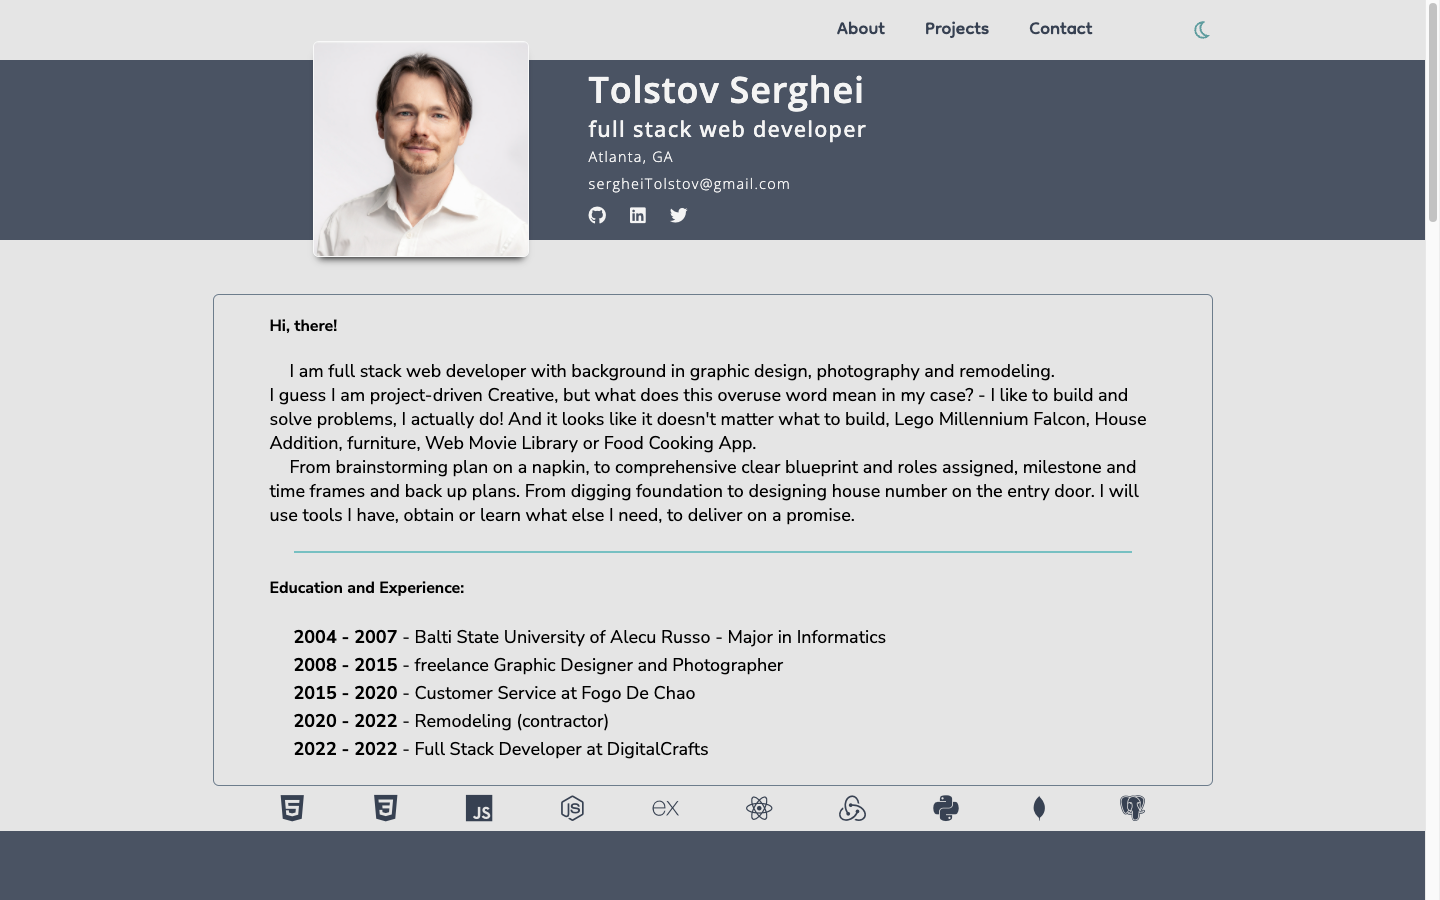 About Projects Contact
Tolstov Serghei
full stack web developer
Atlanta, GA
sergheiTolstov@gmail.com
Hi, there!
I am full stack web developer with background in graphic design, photography and remodeling.
I guess I am project-driven Creative, but what does this overuse word mean in my case? - I like to build and
solve problems, I actually do! And it looks like it doesn't matter what to build, Lego Millennium Falcon, House
Addition, furniture, Web Movie Library or Food Cooking App.
From brainstorming plan on a napkin, to comprehensive clear blueprint and roles assigned, milestone and
time frames and back up plans. From digging foundation to designing house number on the entry door. I will
use tools I have, obtain or learn what else I need, to deliver on a promise.
Education and Experience:
2004 - 2007 - Balti State University of Alecu Russo - Major in Informatics
2008 - 2015 - freelance Graphic Designer and Photographer
2015 - 2020 - Customer Service at Fogo De Chao
2020 - 2022 - Remodeling (contractor)
2022 - 2022 - Full Stack Developer at DigitalCrafts
5 3 JS JS ex